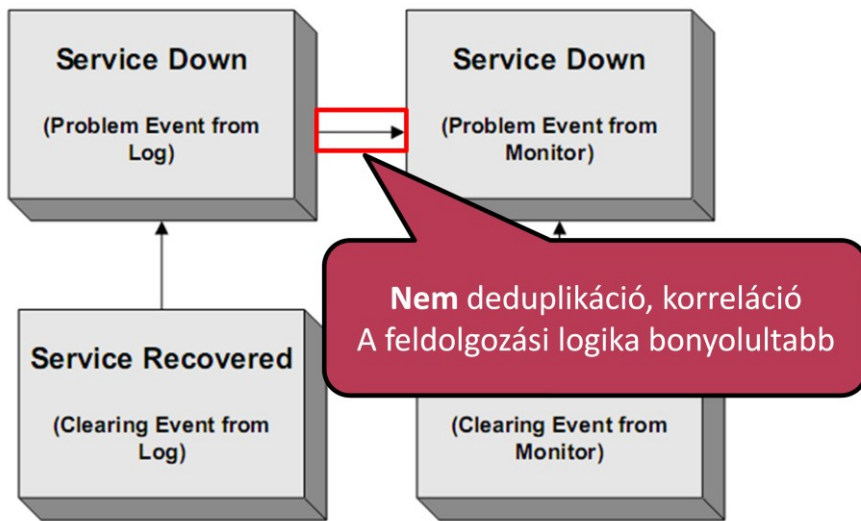 Service Down
(Problem Event from
Log)
Service Down
(Problem Event from
Monitor)
Nem deduplikáció, korreláció
A feldolgozási logika bonyolultabb
Service Recovered
(Clearing Event from
Log)
(Clearing Event from
Monitor)